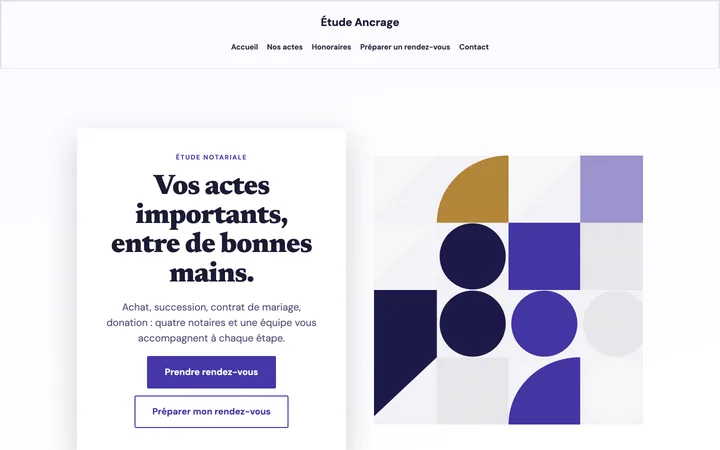 Étude Ancrage
Accueil Nos actes Honoraires Préparer un rendez-vous Contact
ÉTUDE NOTARIALE
Vos actes
importants,
entre de bonnes
mains.
Achat, succession, contrat de mariage,
donation : quatre notaires et une équipe vous
accompagnent à chaque étape.
Prendre rendez-vous
Préparer mon rendez-vous